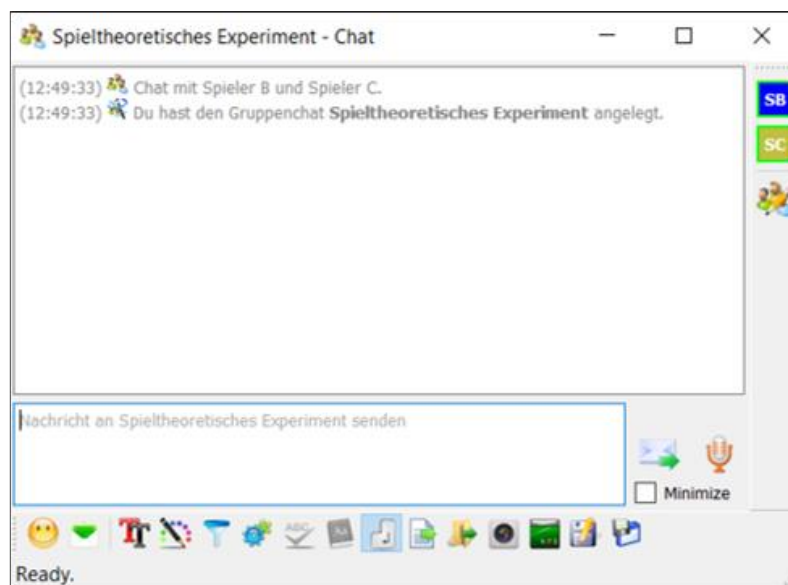 Spieltheoretisches Experiment - Chat
(12:49:33) Chat mit Spieler B und Spieler C.
(12:49:33) Du hast den Gruppenchat Spieltheoretisches Experiment angelegt.
SB
SC
Nachricht an Spieltheoretisches Experiment senden
Minimize
ABC
Ready.